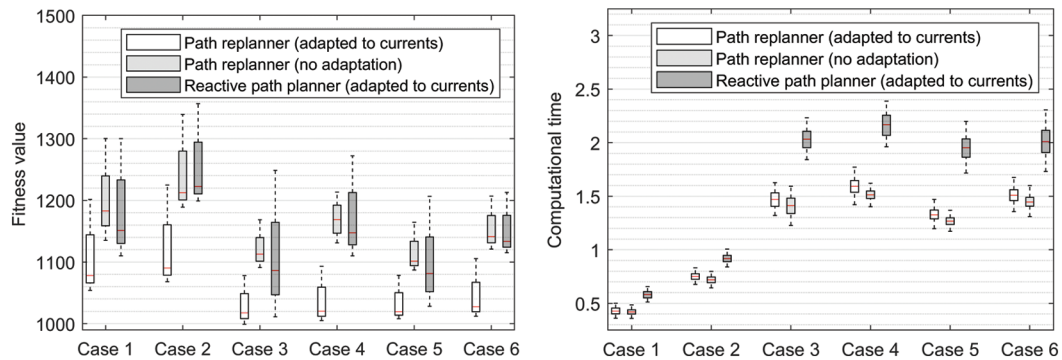 1500
1400
1300
1200
1100
1000
Fitness value
Path replanner (adapted to currents)
Path replanner (no adaptation)
Reactive path planner (adapted to currents)
Case 1 Case 2 Case 3 Case 4 Case 5 Case 6
3
2.5
2
1.5
1
0.5
Computational time
Path replanner (adapted to currents)
Path replanner (no adaptation)
Reactive path planner (adapted to currents)
Case 1 Case 2 Case 3 Case 4 Case 5 Case 6